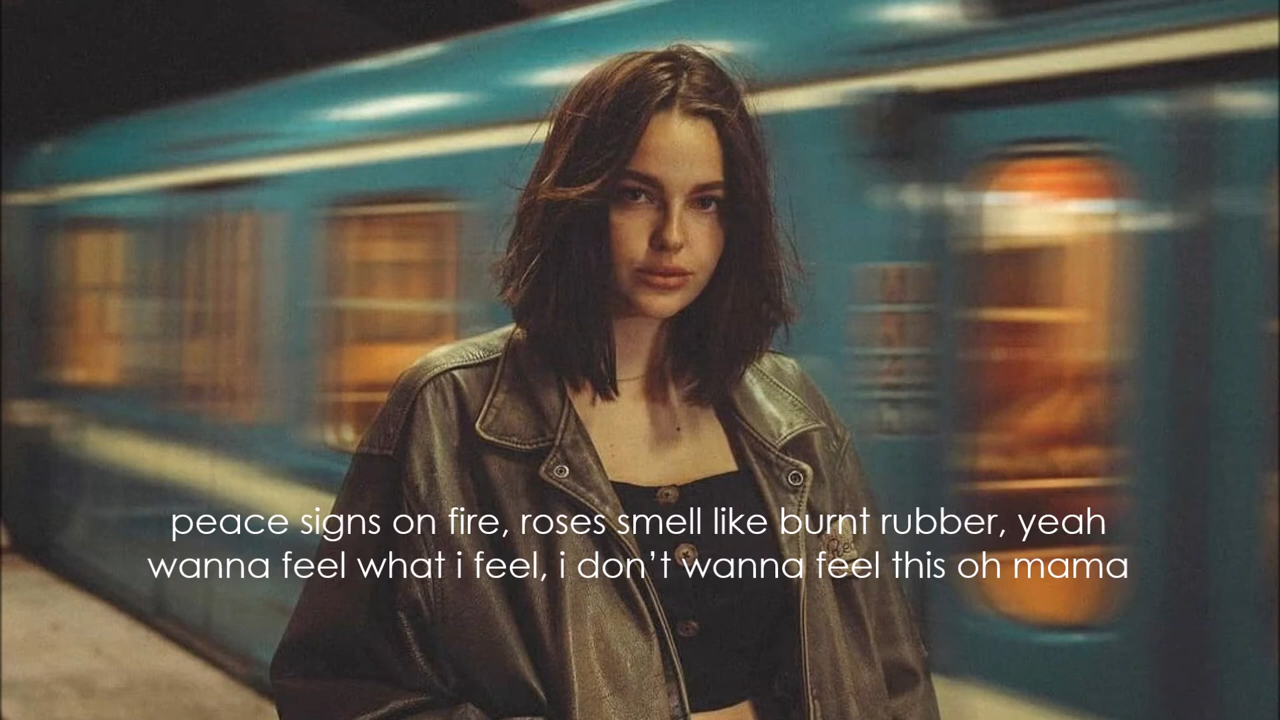 peace signs on fire, roses smell like burnt rubber, yeah
wanna feel what i feel, i don’t wanna feel this oh mama